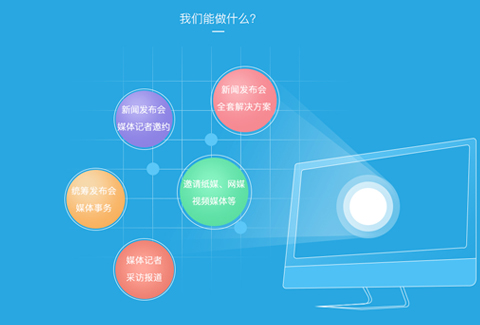 我们能做什么？
新闻发布会
全套解决方案
新闻发布会
媒体记者邀约
邀请纸媒、网媒
视频媒体等
统筹发布会
媒体事务
媒体记者
采访报道